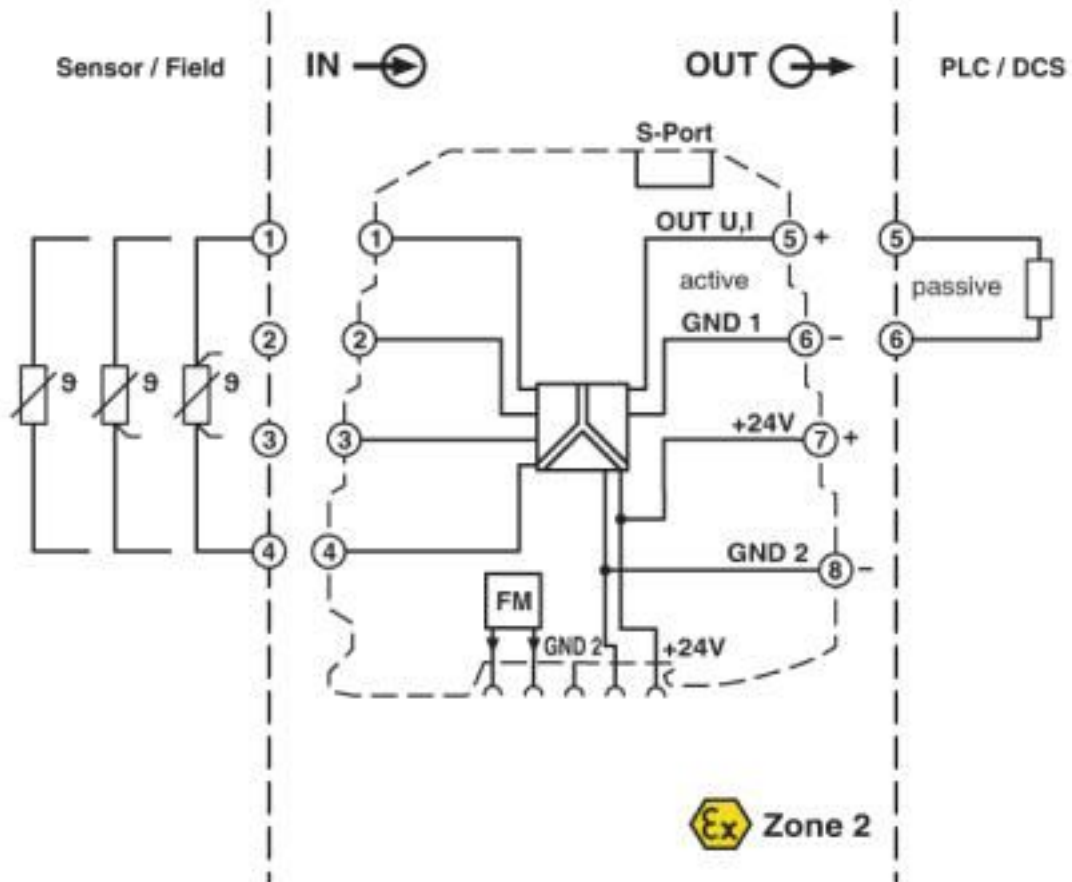 Sensor / Field
IN
OUT
PLC / DCS
S-Port
1
1
OUT U,I
5
+
5
active
passive
2
2
GND 1
6
–
6
ϑ
ϑ
ϑ
3
3
+24V
7
+
4
4
GND 2
8
–
FM
GND 2
+24V
Ex
Zone 2